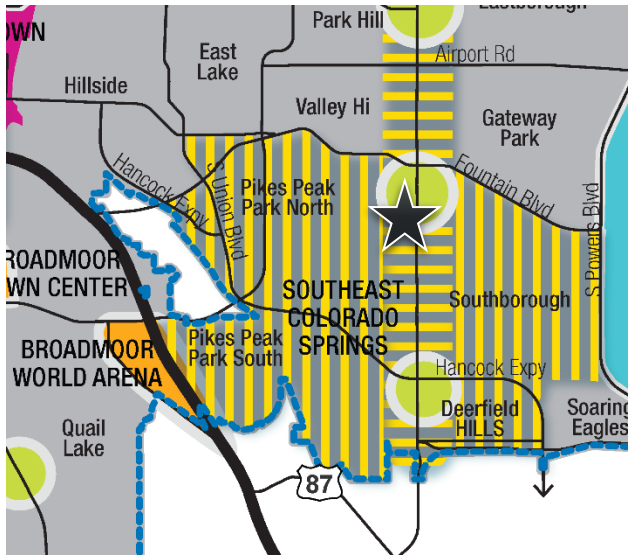 Eastborough
Park Hill
OWN
East
Lake
Airport Rd
Hillside
Valley Hi
Gateway
Park
Hancock Expy
S Union Blvd
Pikes Peak
Park North
Fountain Blvd
S Powers Blvd
ROADMOOR
WN CENTER
SOUTHEAST
COLORADO
SPRINGS
Southborough
Pikes Peak
Park South
BROADMOOR
WORLD ARENA
Hancock Expy
Deerfield
HILLS
Soaring
Eagles
Quail
Lake
87